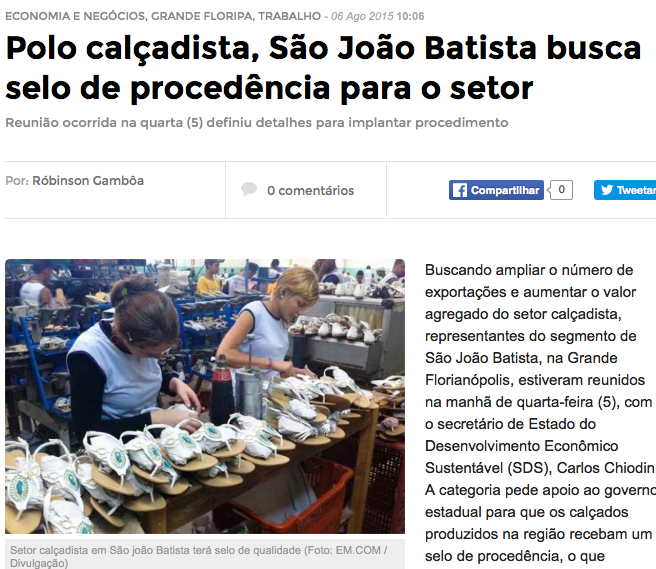 ECONOMIA E NEGÓCIOS, GRANDE FLORIPA, TRABALHO - 06 Ago 2015 10:06
Polo calçadista, São João Batista busca
selo de procedência para o setor
Reunião ocorrida na quarta (5) definiu detalhes para implantar procedimento
Por: Róbinson Gambôa
0 comentários
Compartilhar 0
Tweetar
Buscando ampliar o número de
exportações e aumentar o valor
agregado do setor calçadista,
representantes do segmento de
São João Batista, na Grande
Florianópolis, estiveram reunidos
na manhã de quarta-feira (5), com
o secretário de Estado do
Desenvolvimento Econômico
Sustentável (SDS), Carlos Chiodin
A categoria pede apoio ao governo
estadual para que os calçados
produzidos na região recebam um
selo de procedência, o que
Setor calçadista em São joão Batista terá selo de qualidade (Foto: EM.COM /
Divulgação)